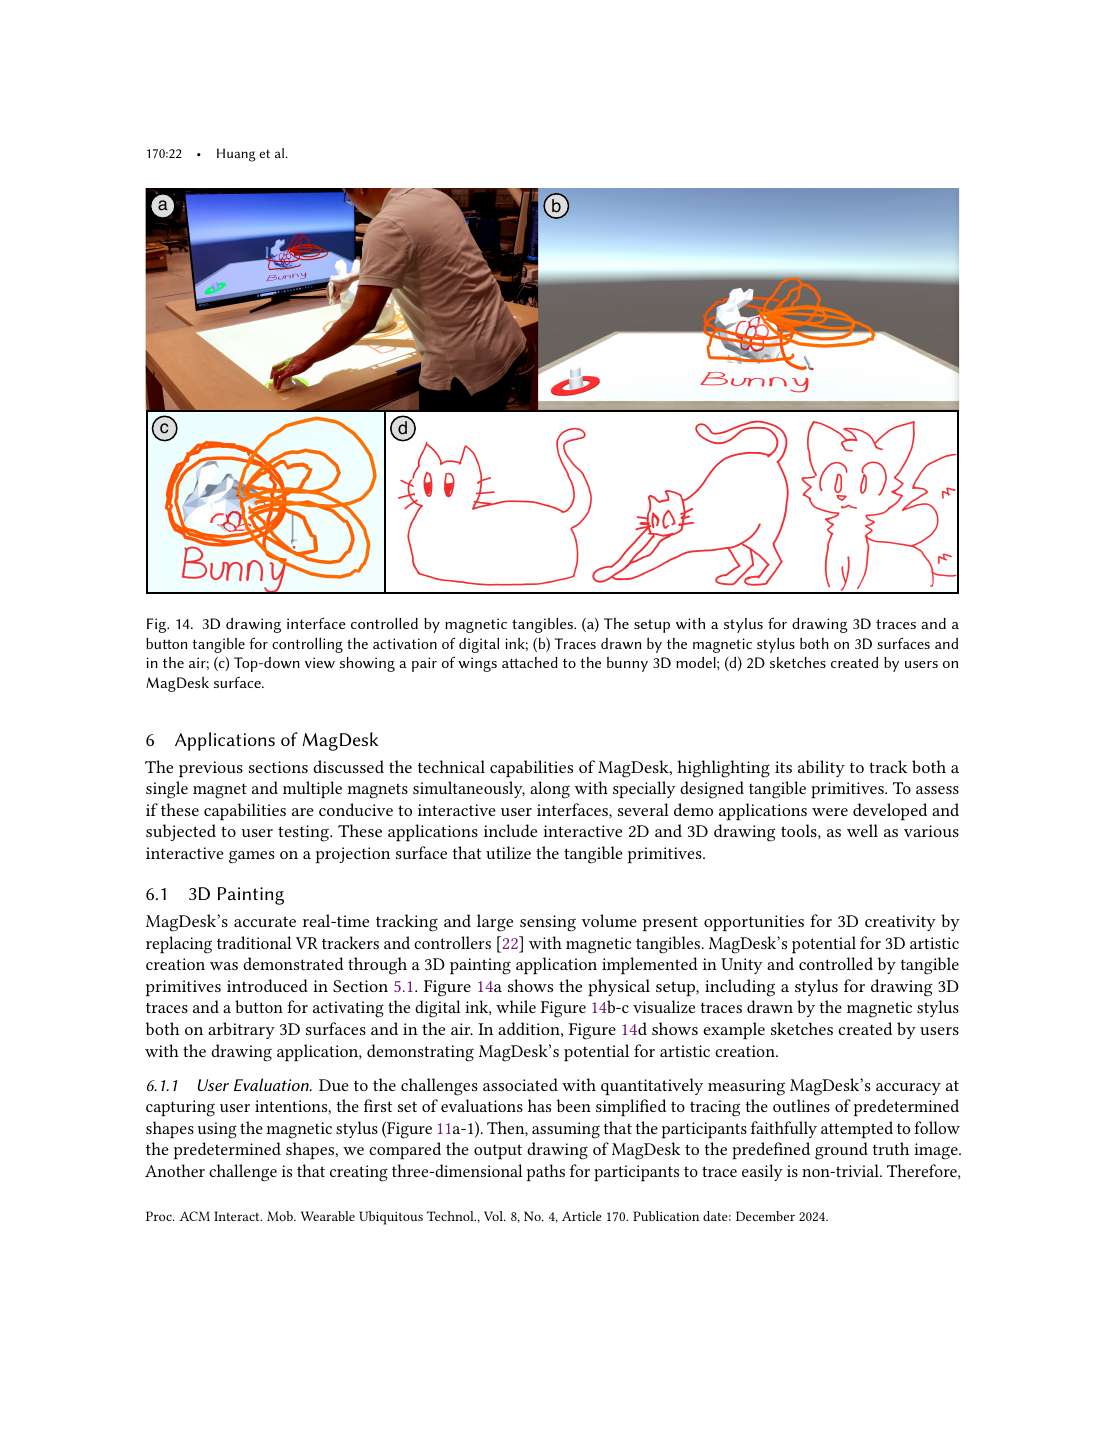 170:22 • Huang et al.
a
b
Bunny
Bunny
c
d
Bunny
Fig. 14. 3D drawing interface controlled by magnetic tangibles. (a) The setup with a stylus for drawing 3D traces and a
button tangible for controlling the activation of digital ink; (b) Traces drawn by the magnetic stylus both on 3D surfaces and
in the air; (c) Top-down view showing a pair of wings attached to the bunny 3D model; (d) 2D sketches created by users on
MagDesk surface.
6 Applications of MagDesk
The previous sections discussed the technical capabilities of MagDesk, highlighting its ability to track both a
single magnet and multiple magnets simultaneously, along with specially designed tangible primitives. To assess
if these capabilities are conducive to interactive user interfaces, several demo applications were developed and
subjected to user testing. These applications include interactive 2D and 3D drawing tools, as well as various
interactive games on a projection surface that utilize the tangible primitives.
6.1 3D Painting
MagDesk's accurate real-time tracking and large sensing volume present opportunities for 3D creativity by
replacing traditional VR trackers and controllers [22] with magnetic tangibles. MagDesk's potential for 3D artistic
creation was demonstrated through a 3D painting application implemented in Unity and controlled by tangible
primitives introduced in Section 5.1. Figure 14a shows the physical setup, including a stylus for drawing 3D
traces and a button for activating the digital ink, while Figure 14b-c visualize traces drawn by the magnetic stylus
both on arbitrary 3D surfaces and in the air. In addition, Figure 14d shows example sketches created by users
with the drawing application, demonstrating MagDesk's potential for artistic creation.
6.1.1 User Evaluation. Due to the challenges associated with quantitatively measuring MagDesk's accuracy at
capturing user intentions, the first set of evaluations has been simplified to tracing the outlines of predetermined
shapes using the magnetic stylus (Figure 11a-1). Then, assuming that the participants faithfully attempted to follow
the predetermined shapes, we compared the output drawing of MagDesk to the predefined ground truth image.
Another challenge is that creating three-dimensional paths for participants to trace easily is non-trivial. Therefore,
Proc. ACM Interact. Mob. Wearable Ubiquitous Technol., Vol. 8, No. 4, Article 170. Publication date: December 2024.